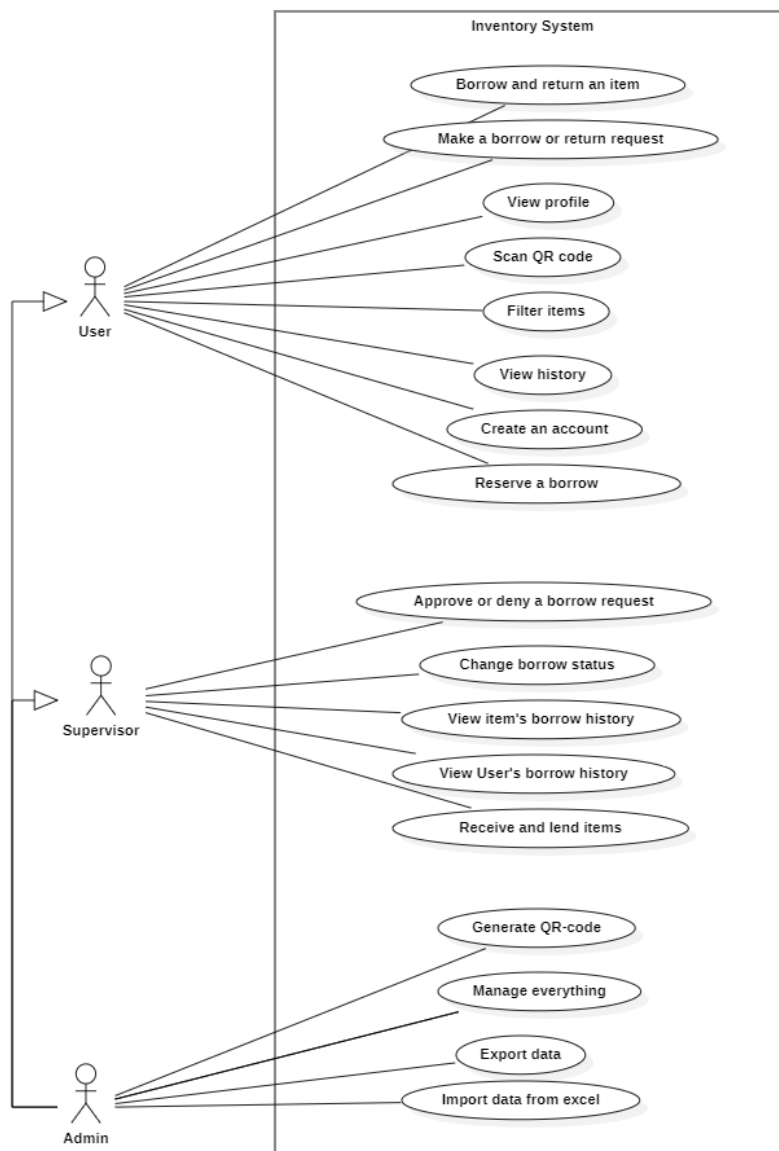 Inventory System
Borrow and return an item
Make a borrow or return request
View profile
Scan QR code
Filter items
User
View history
Create an account
Reserve a borrow
Approve or deny a borrow request
Change borrow status
View item's borrow history
Supervisor
View User's borrow history
Receive and lend items
Generate QR-code
Manage everything
Export data
Import data from excel
Admin